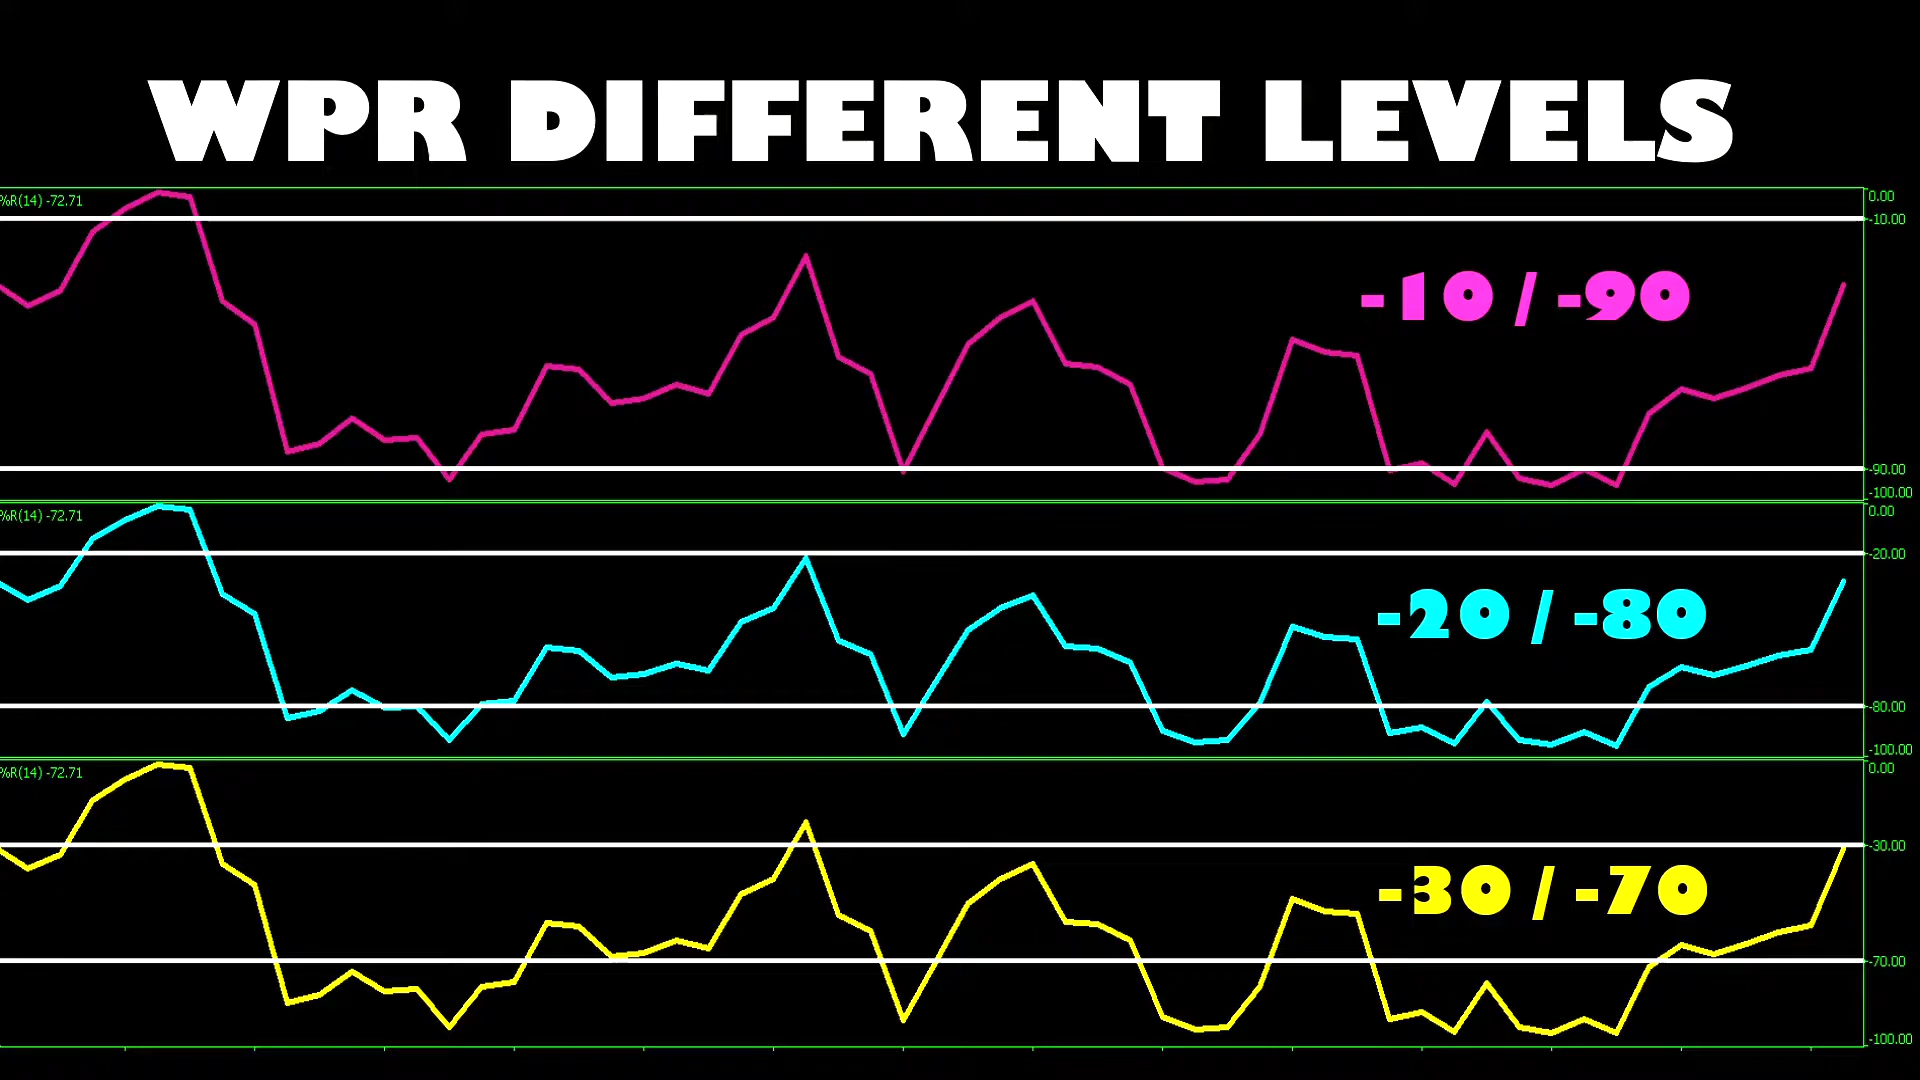 WPR DIFFERENT LEVELS
%R(14) -72.71
0.00
-10.00
-10 / -90
-90.00
-100.00
%R(14) -72.71
0.00
-20.00
-20 / -80
-80.00
-100.00
%R(14) -72.71
0.00
-30.00
-30 / -70
-70.00
-100.00